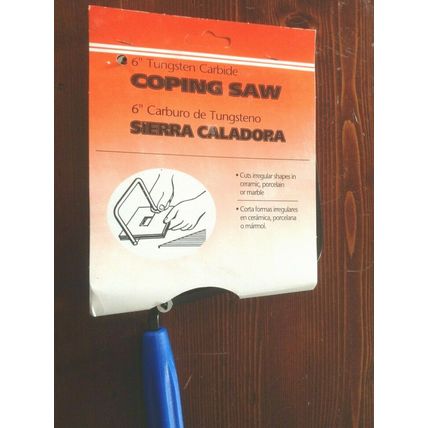 6" Tungsten Carbide
COPING SAW
6" Carburo de Tungsteno
SIERRA CALADORA
• Cuts irregular shapes in
ceramic, porcelain
or marble
• Corta formas irregulares
en cerámica, porcelana
o mármol.